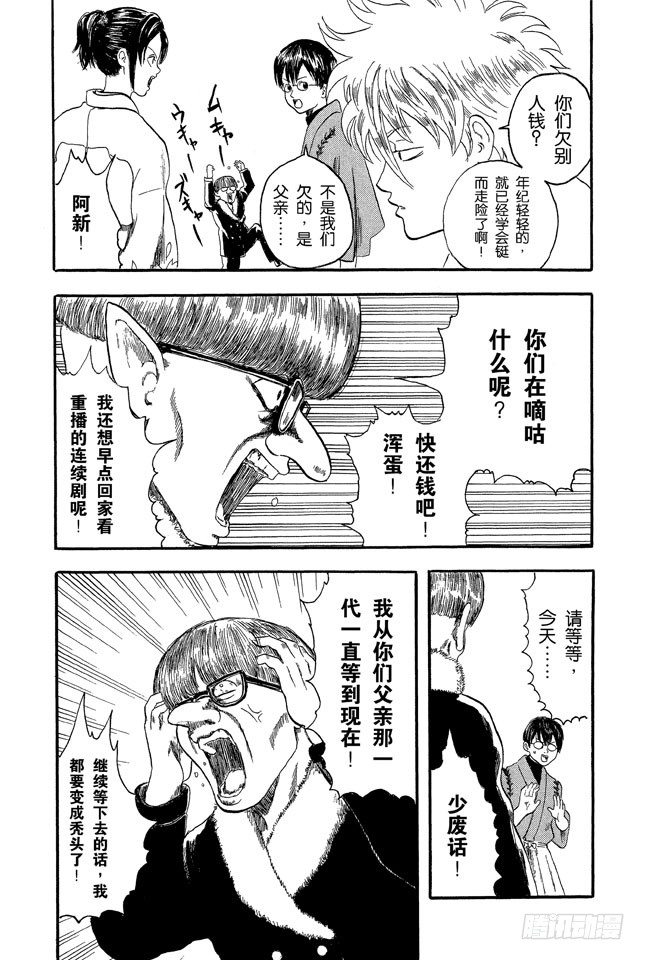 你们欠别
人钱？
年纪轻轻的，
就已经学会铤
而走险了啊！
不是我们
欠的，是
父亲……
ムキャー
ウキャー
ズキャー
阿新！
你们在嘀咕
什么呢？
快还钱吧！
浑蛋！
我还想早点回家看
重播的连续剧呢！
请等等，
今天……
少废话！
我从你们父亲那一
代一直等到现在！
继续等下去的话，我
都要变成秃头了！
腾讯动漫